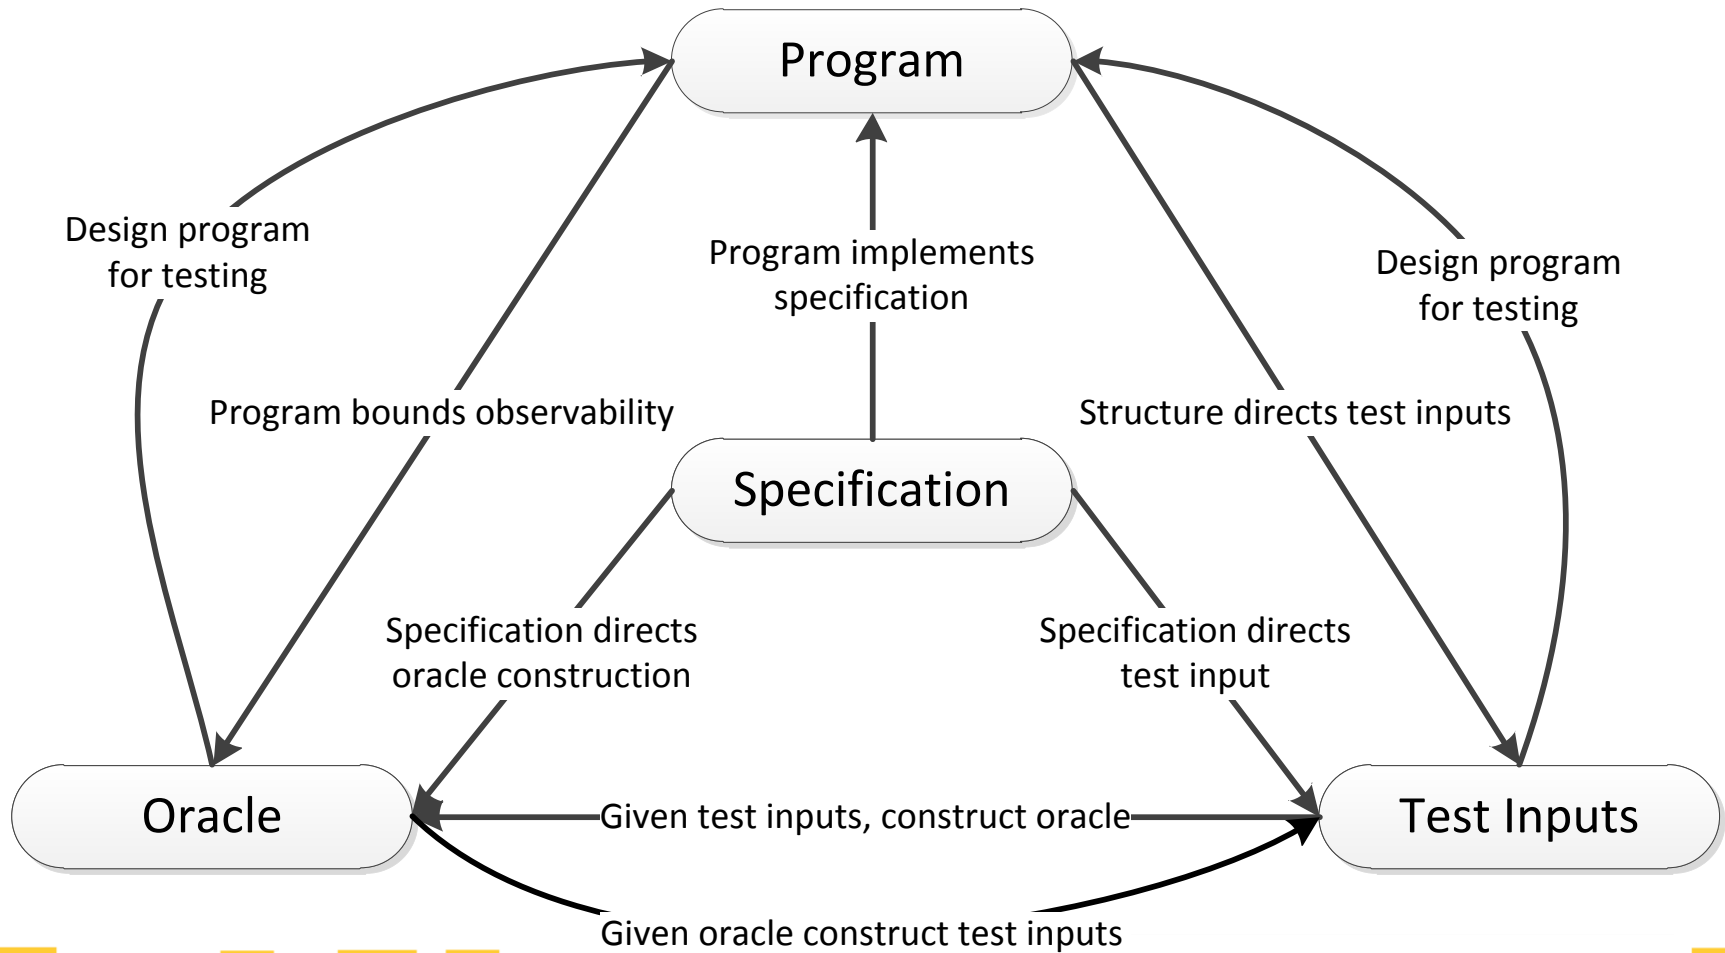 Program
Design program
for testing
Program implements
specification
Design program
for testing
Program bounds observability
Structure directs test inputs
Specification
Specification directs
oracle construction
Specification directs
test input
Oracle
Given test inputs, construct oracle
Test Inputs
Given oracle construct test inputs